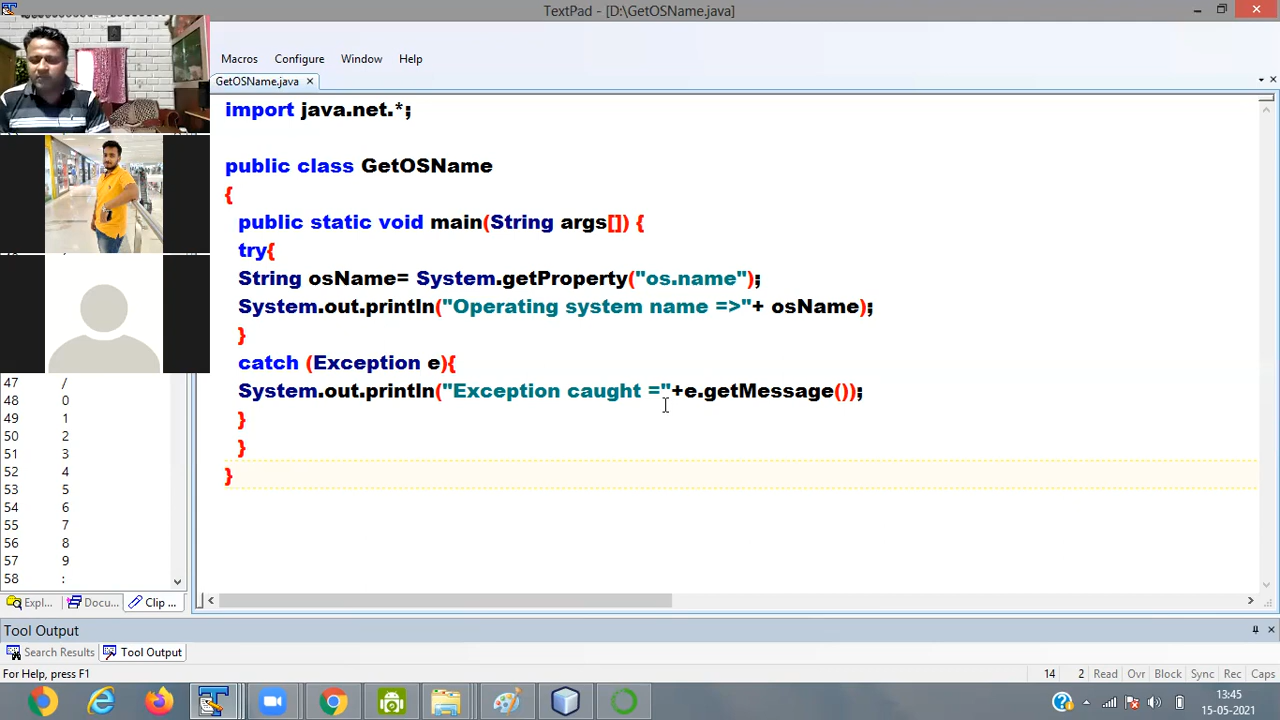 TextPad - [D:\GetOSName.java]
Macros Configure Window Help
GetOSName.java
import java.net.*;
public class GetOSName
{
public static void main(String args[]) {
try{
String osName= System.getProperty("os.name");
System.out.println("Operating system name =>"+ osName);
}
catch (Exception e){
System.out.println("Exception caught ="+e.getMessage());
}
}
}
47 /
48 0
49 1
50 2
51 3
52 4
53 5
54 6
55 7
56 8
57 9
58 :
Expl... Docu... Clip ...
Tool Output
Search Results Tool Output
For Help, press F1
14 2 Read Ovr Block Sync Rec Caps
13:45
15-05-2021